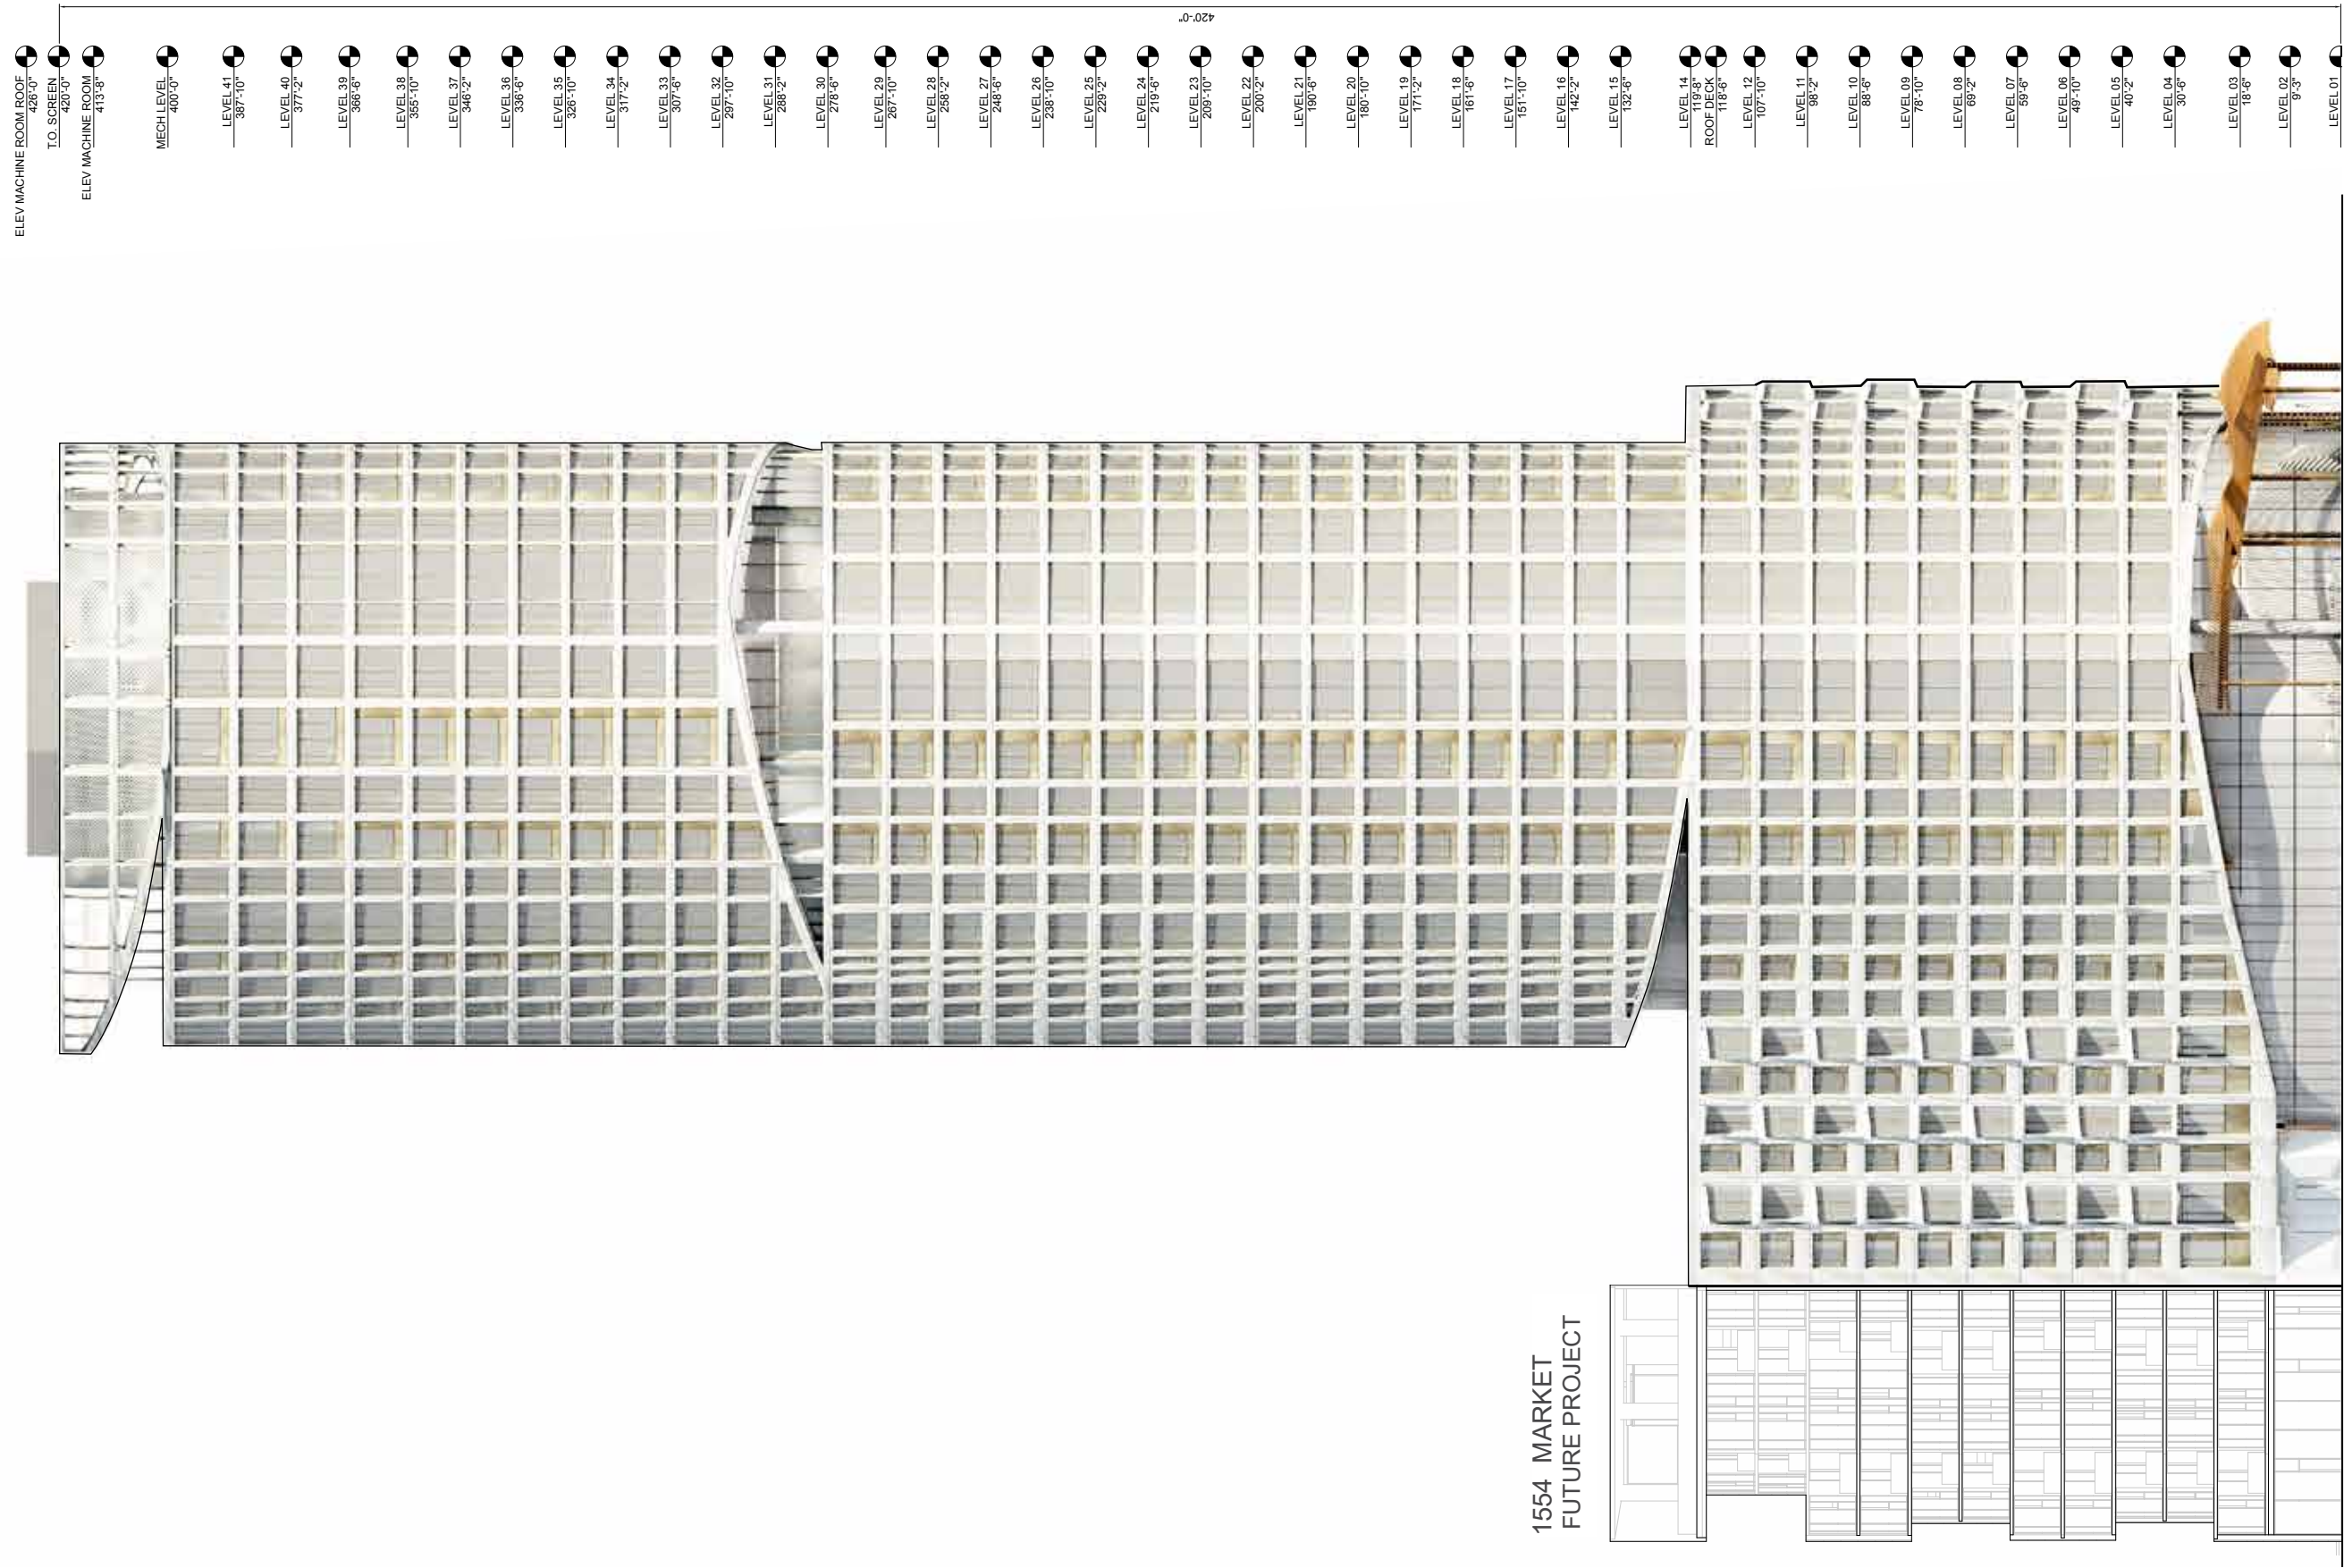 420'-0"
ELEV MACHINE ROOM ROOF
426'-0"
T.O. SCREEN
420'-0"
ELEV MACHINE ROOM
413'-8"
MECH LEVEL
400'-0"
LEVEL 41
387'-10"
LEVEL 40
377'-2"
LEVEL 39
366'-6"
LEVEL 38
355'-10"
LEVEL 37
346'-2"
LEVEL 36
336'-6"
LEVEL 35
326'-10"
LEVEL 34
317'-2"
LEVEL 33
307'-6"
LEVEL 32
297'-10"
LEVEL 31
288'-2"
LEVEL 30
278'-6"
LEVEL 29
267'-10"
LEVEL 28
258'-2"
LEVEL 27
248'-6"
LEVEL 26
238'-10"
LEVEL 25
229'-2"
LEVEL 24
219'-6"
LEVEL 23
209'-10"
LEVEL 22
200'-2"
LEVEL 21
190'-6"
LEVEL 20
180'-10"
LEVEL 19
171'-2"
LEVEL 18
161'-6"
LEVEL 17
151'-10"
LEVEL 16
142'-2"
LEVEL 15
132'-6"
LEVEL 14
119'-8"
ROOF DECK
118'-6"
LEVEL 12
107'-10"
LEVEL 11
98'-2"
LEVEL 10
88'-6"
LEVEL 09
78'-10"
LEVEL 08
69'-2"
LEVEL 07
59'-6"
LEVEL 06
49'-10"
LEVEL 05
40'-2"
LEVEL 04
30'-6"
LEVEL 03
18'-6"
LEVEL 02
9'-3"
LEVEL 01
1554 MARKET
FUTURE PROJECT